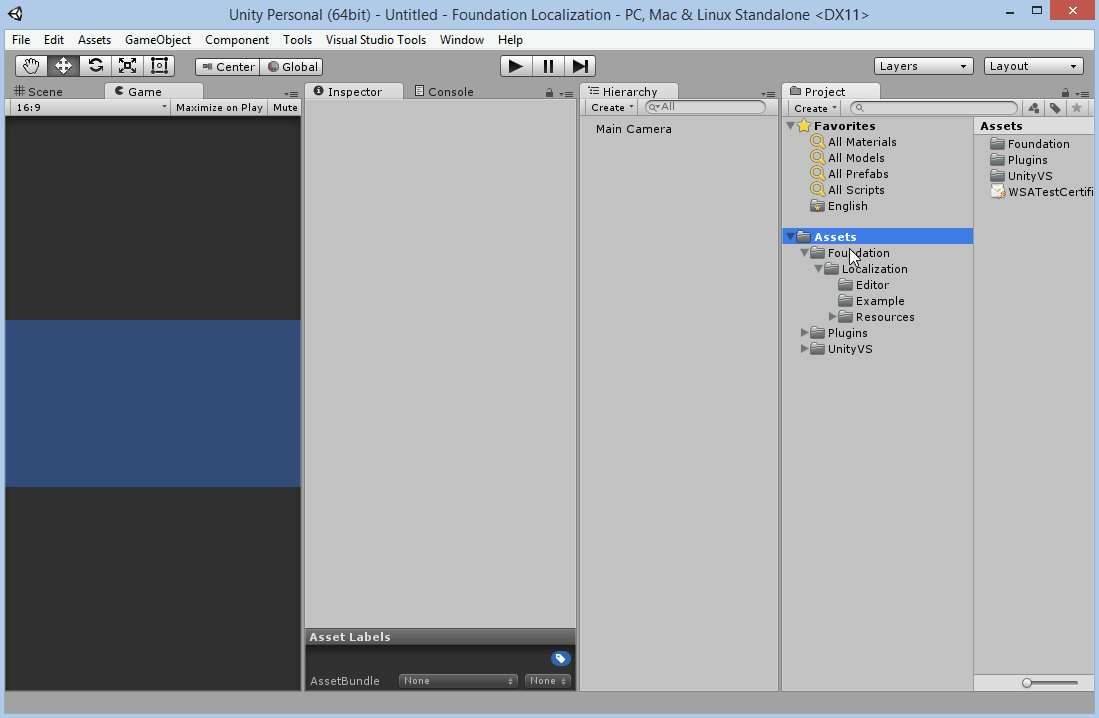 Unity Personal (64bit) - Untitled - Foundation Localization - PC, Mac & Linux Standalone <DX11>
File Edit Assets GameObject Component Tools Visual Studio Tools Window Help
Center Global Layers Layout
Scene Game
16:9 Maximize on Play Mute
Inspector Console
Asset Labels
AssetBundle None None
Hierarchy
Create All
Main Camera
Project
Create
Favorites
All Materials
All Models
All Prefabs
All Scripts
English
Assets
Foundation
Localization
Editor
Example
Resources
Plugins
UnityVS
Assets
Foundation
Plugins
UnityVS
WSATestCertifi